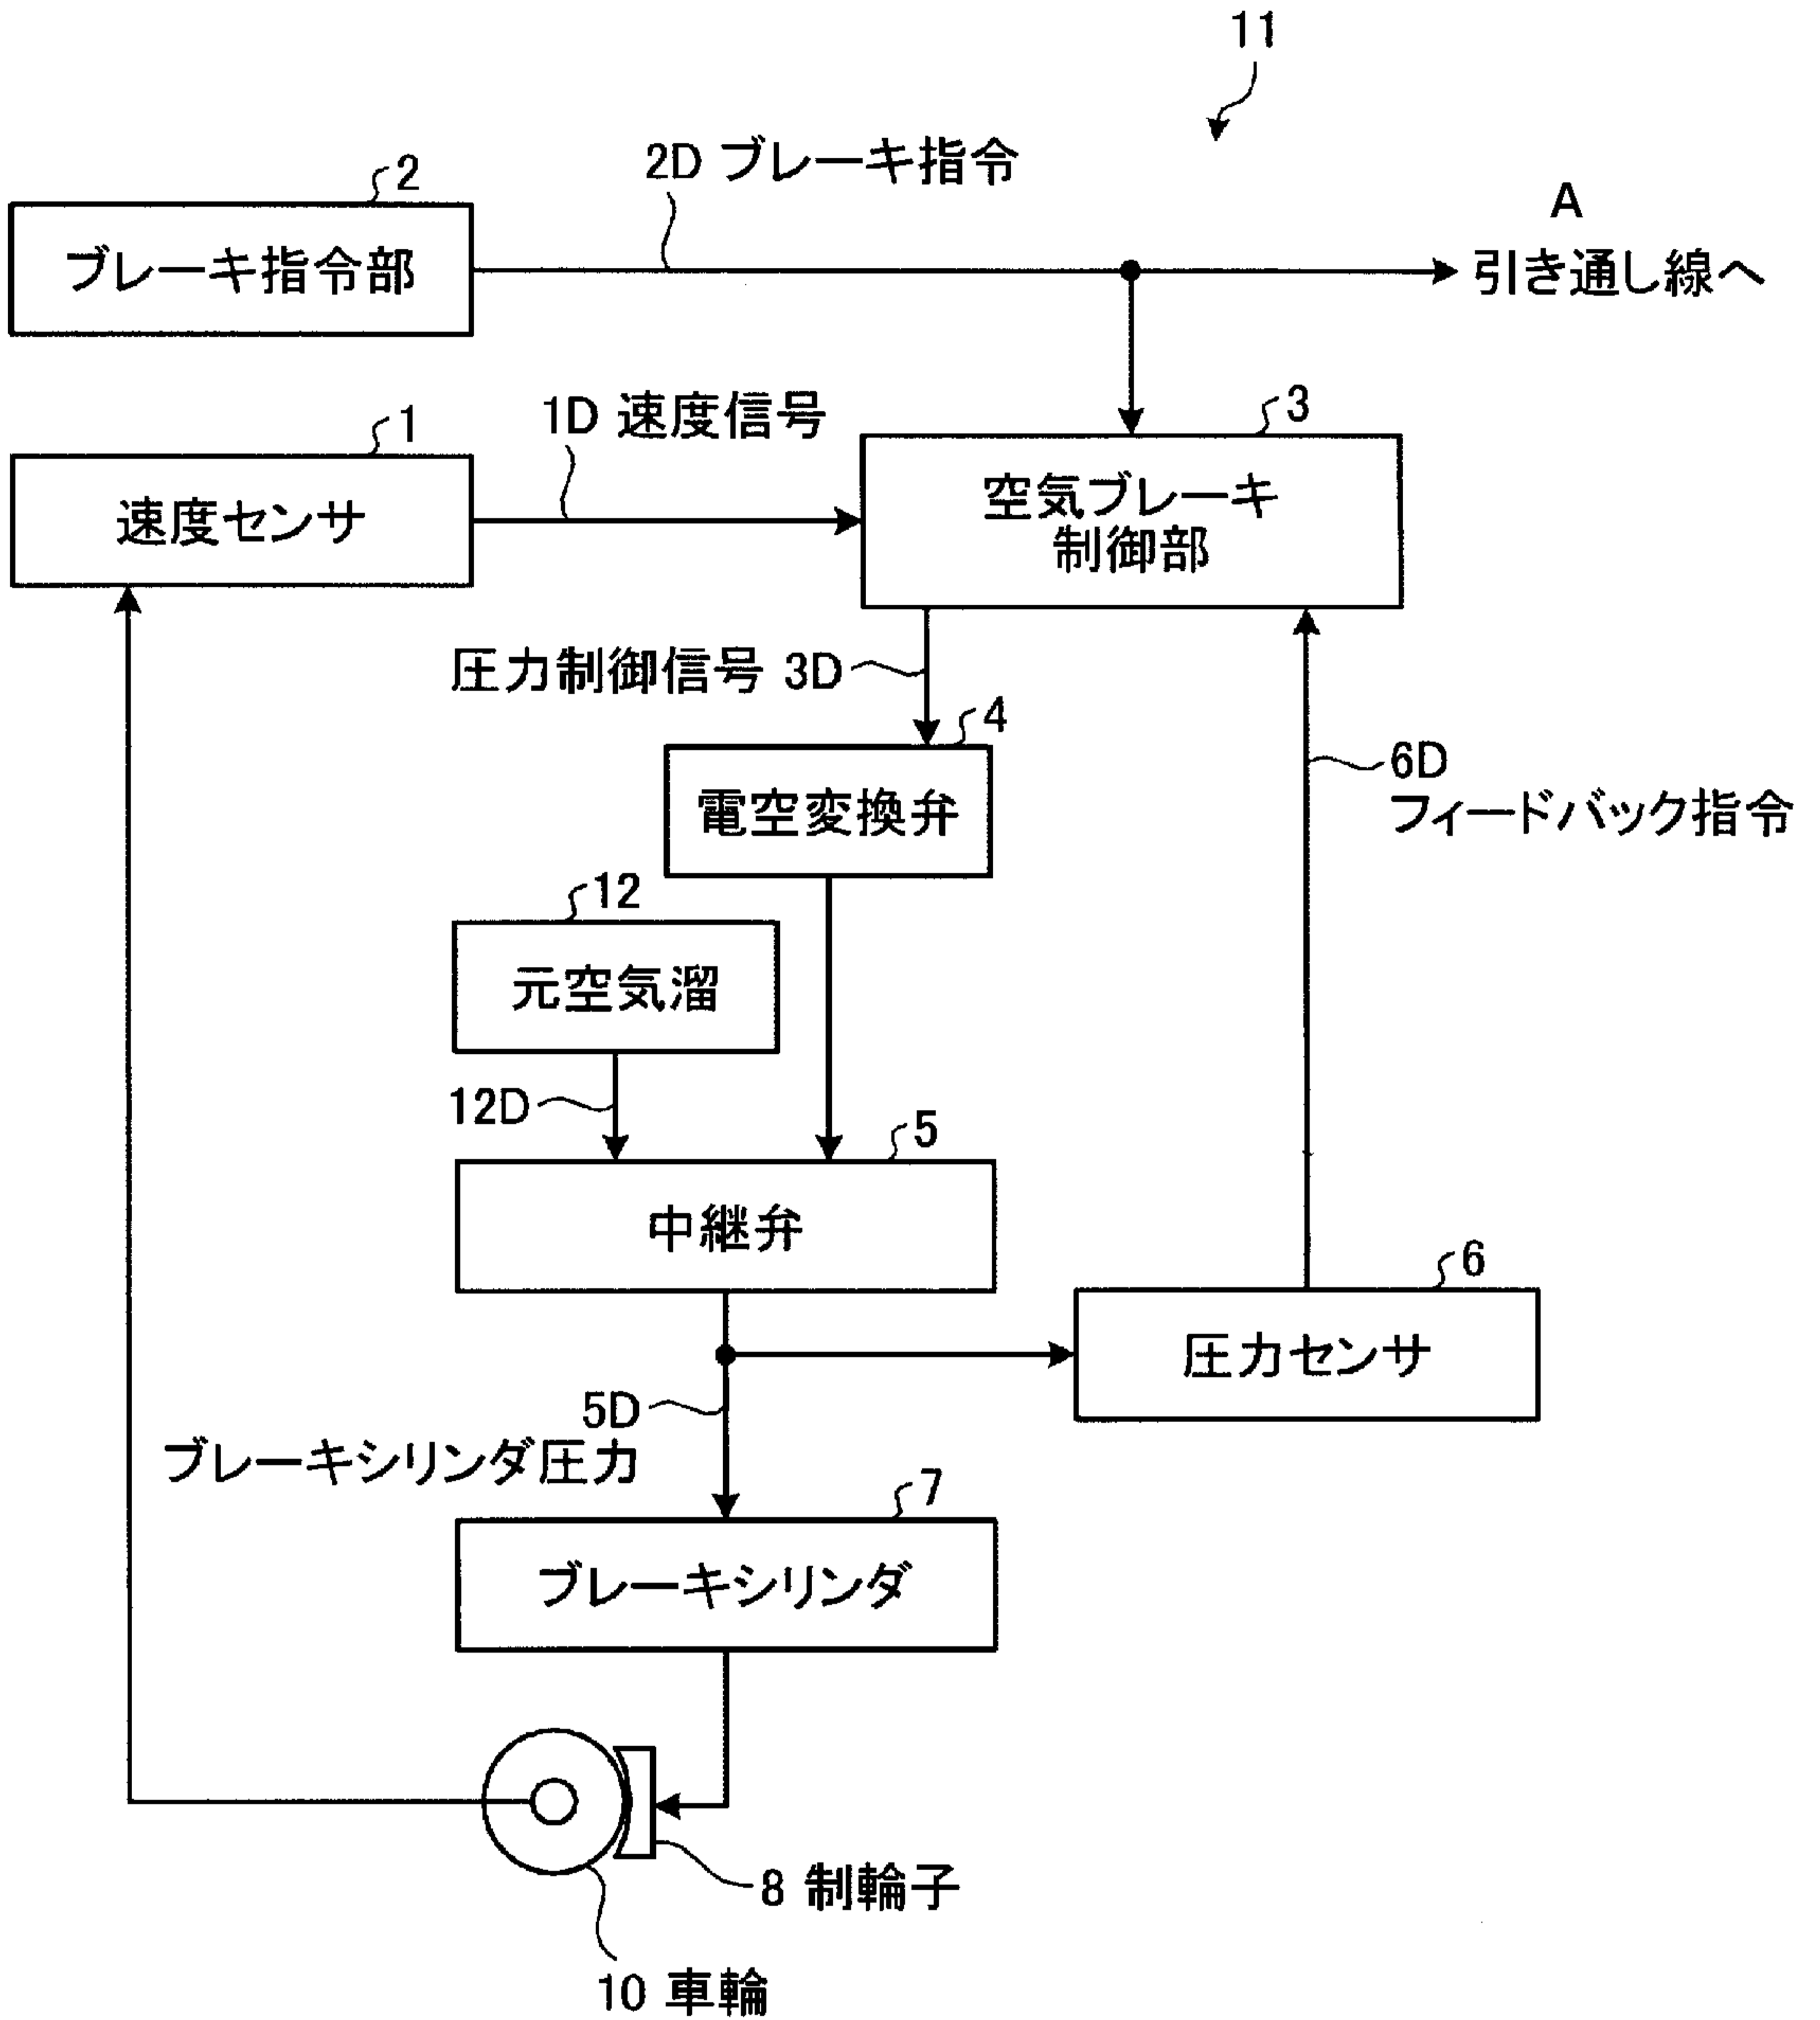 11
2D ブレーキ指令
2
ブレーキ指令部
A
引き通し線へ
1D 速度信号
1
速度センサ
3
空気ブレーキ
制御部
圧力制御信号 3D
4
電空変換弁
6D
フィードバック指令
12
元空気溜
12D
5
中継弁
6
圧力センサ
5D
ブレーキシリンダ圧力
7
ブレーキシリンダ
8 制輪子
10 車輪